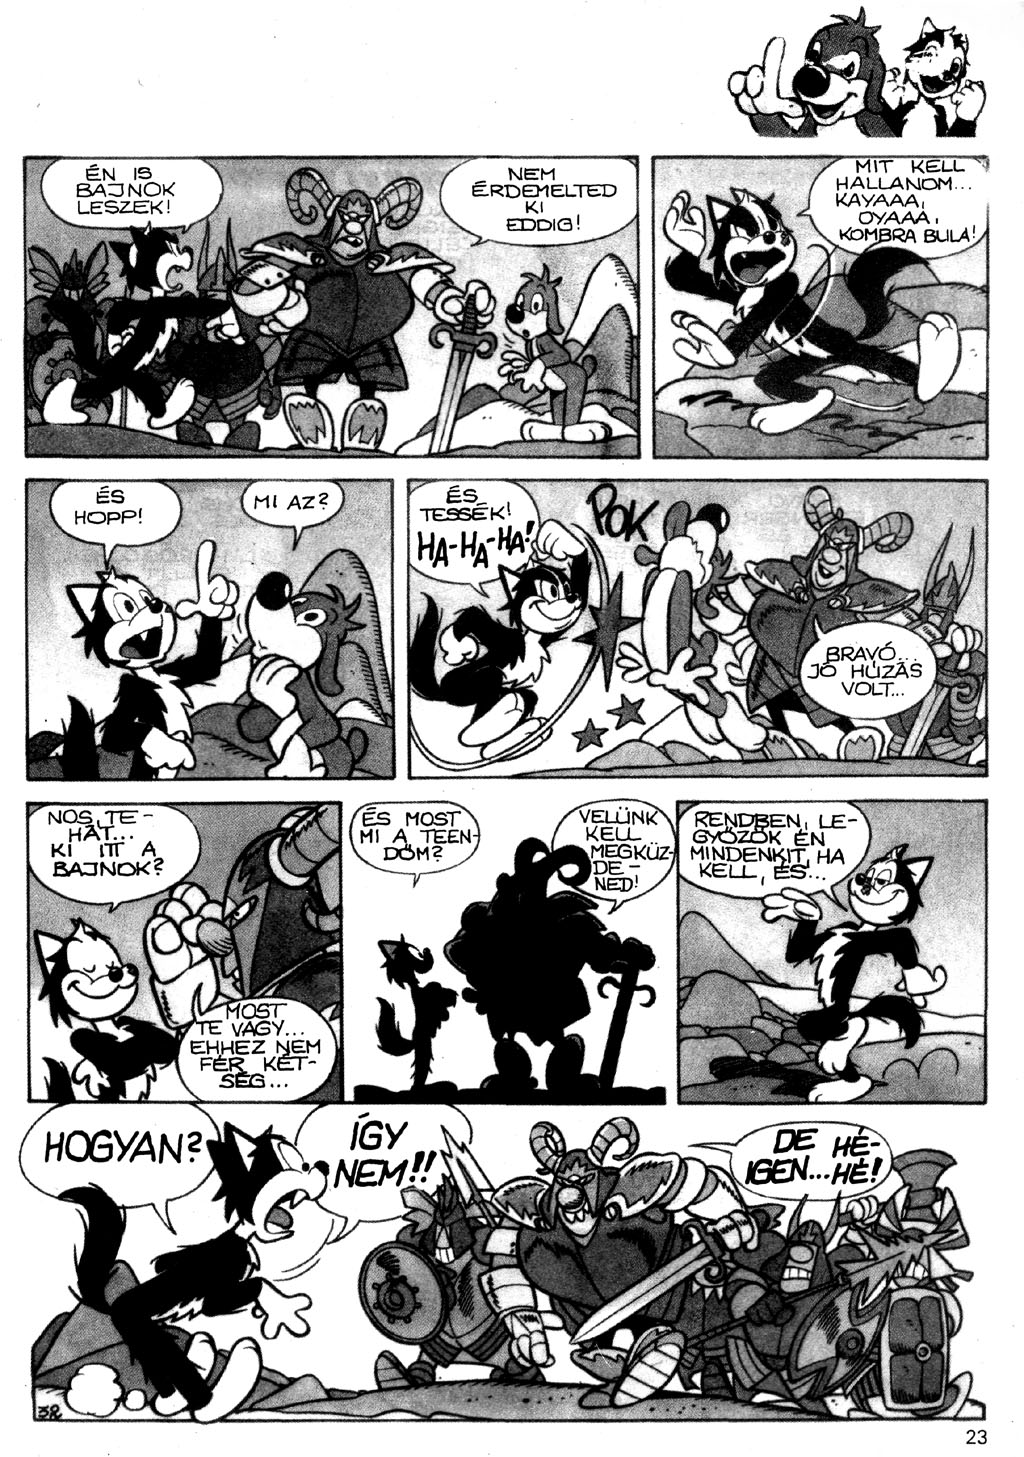 ÉN IS
BAJNOK
LESZEK!
NEM
ÉRDEMELTED
KI
EDDIG!
MIT KELL
HALLANOM...
KAYAAA,
OYAAA,
KOMBRA BULA!
ÉS
HOPP!
MI AZ?
ÉS
TESSÉK!
HA-HA-HA!
POK
BRAVÓ...
JÓ HÚZÁS
VOLT...
NOS, TE-
HÁT...
KI ITT A
BAJNOK?
MOST
TE VAGY...
EHHEZ NEM
FÉR KÉT-
SÉG...
ÉS MOST
MI A TEEN-
DŐM?
VELÜNK
KELL
MEGKÜZ-
DE-
NED!
RENDBEN, LE-
GYŐZÖK ÉN
MINDENKIT, HA
KELL, ÉS...
HOGYAN?
ÍGY
NEM!!
DE HÉ-
IGEN... HÉ!
38
23